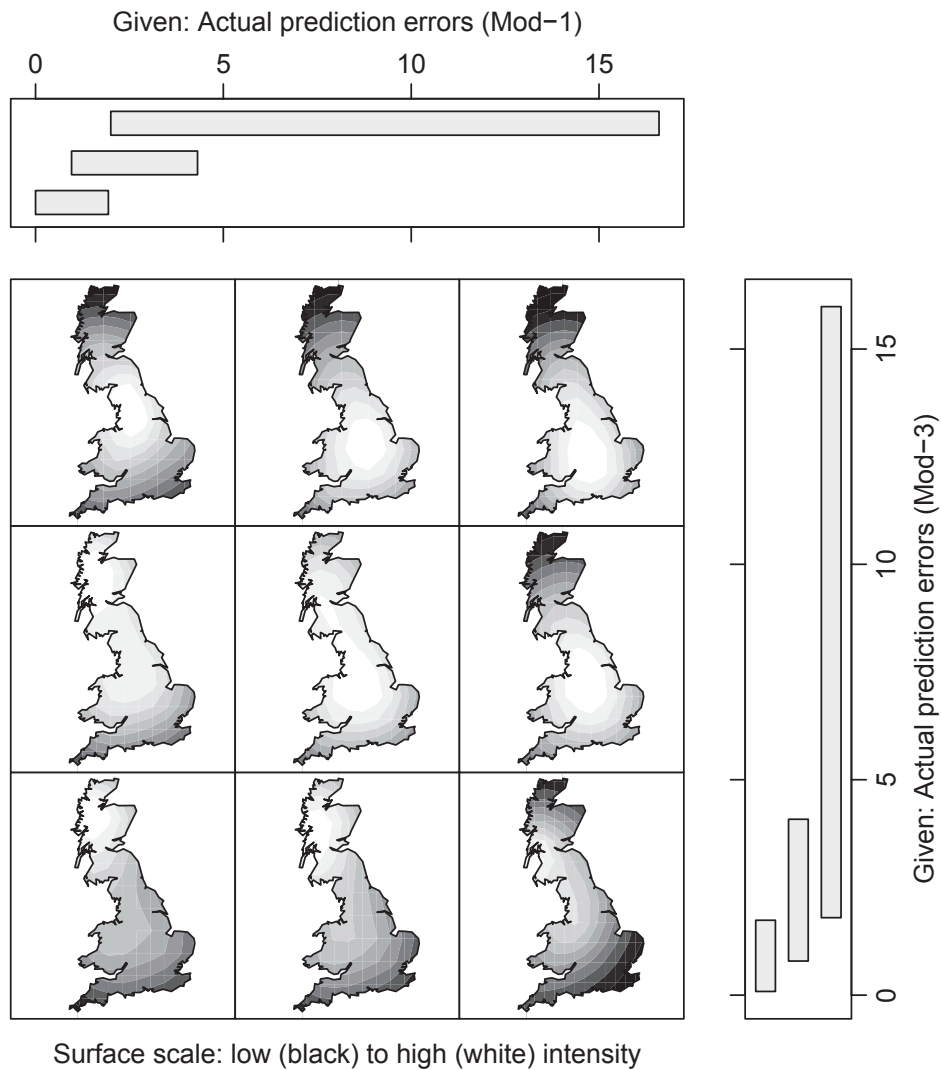 Given: Actual prediction errors (Mod−1)
0 5 10 15
15
10
5
0
Given: Actual prediction errors (Mod−3)
Surface scale: low (black) to high (white) intensity